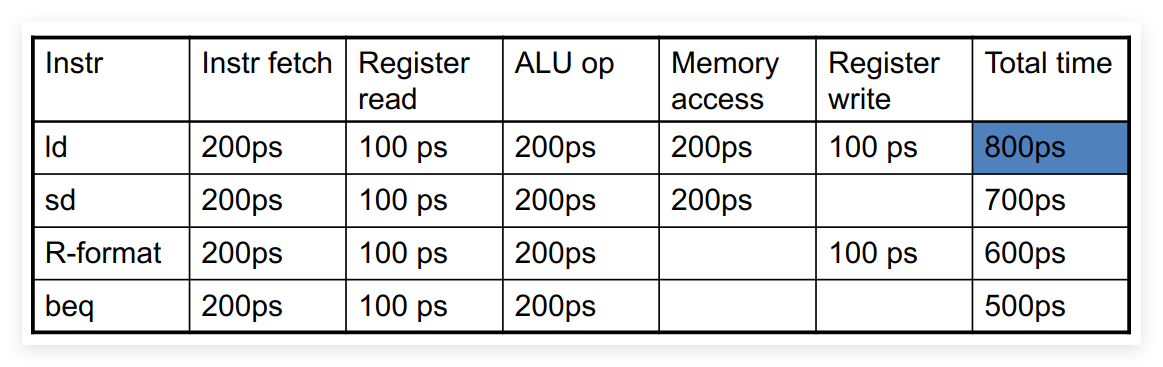 Instr Instr fetch Register read ALU op Memory access Register write Total time
ld 200ps 100 ps 200ps 200ps 100 ps 800ps
sd 200ps 100 ps 200ps 200ps 700ps
R-format 200ps 100 ps 200ps 100 ps 600ps
beq 200ps 100 ps 200ps 500ps